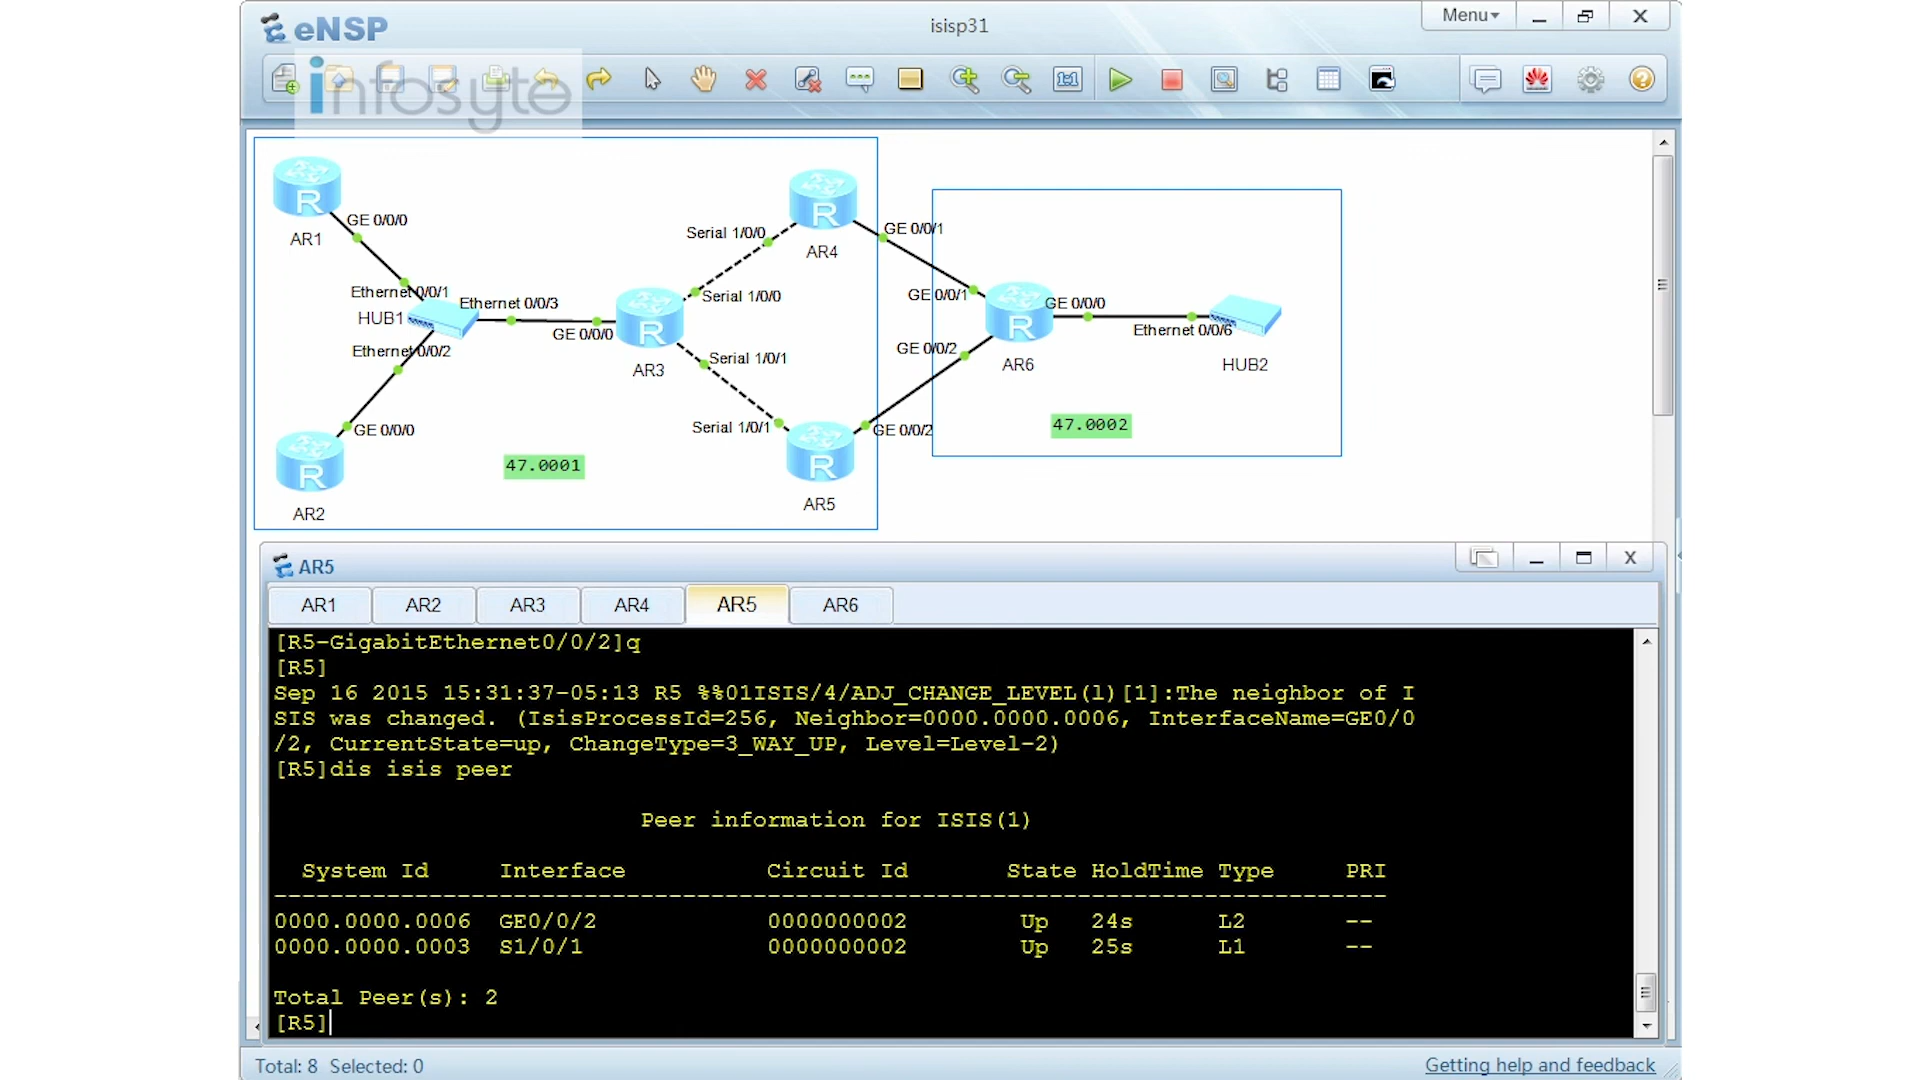 eNSP
isisp31
Menu
infosyte
GE 0/0/0
AR1
Ethernet 0/0/1
HUB1
Ethernet 0/0/3
GE 0/0/0
Ethernet 0/0/2
GE 0/0/0
AR2
47.0001
AR3
Serial 1/0/0
Serial 1/0/0
AR4
Serial 1/0/1
Serial 1/0/1
AR5
GE 0/0/1
GE 0/0/1
GE 0/0/2
GE 0/0/2
GE 0/0/0
AR6
Ethernet 0/0/6
HUB2
47.0002
AR5
AR1 AR2 AR3 AR4 AR5 AR6
[R5-GigabitEthernet0/0/2]q
[R5]
Sep 16 2015 15:31:37-05:13 R5 %%01ISIS/4/ADJ_CHANGE_LEVEL(l)[1]:The neighbor of I
SIS was changed. (IsisProcessId=256, Neighbor=0000.0000.0006, InterfaceName=GE0/0
/2, CurrentState=up, ChangeType=3_WAY_UP, Level=Level-2)
[R5]dis isis peer
Peer information for ISIS(1)
System Id Interface Circuit Id State HoldTime Type PRI
--------------------------------------------------------------------------------
0000.0000.0006 GE0/0/2 0000000002 Up 24s L2 --
0000.0000.0003 S1/0/1 0000000002 Up 25s L1 --
Total Peer(s): 2
[R5]
Total: 8 Selected: 0
Getting help and feedback